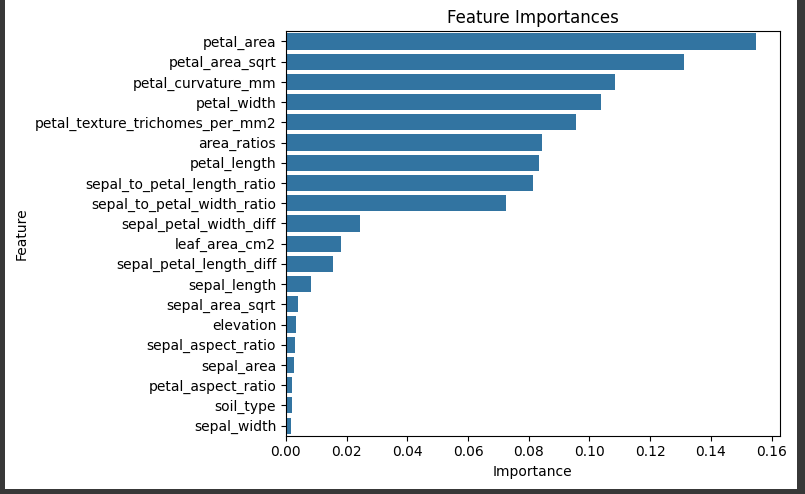 Feature Importances
petal_area
petal_area_sqrt
petal_curvature_mm
petal_width
petal_texture_trichomes_per_mm2
area_ratios
petal_length
sepal_to_petal_length_ratio
sepal_to_petal_width_ratio
sepal_petal_width_diff
leaf_area_cm2
sepal_petal_length_diff
sepal_length
sepal_area_sqrt
elevation
sepal_aspect_ratio
sepal_area
petal_aspect_ratio
soil_type
sepal_width
Feature
0.00 0.02 0.04 0.06 0.08 0.10 0.12 0.14 0.16
Importance